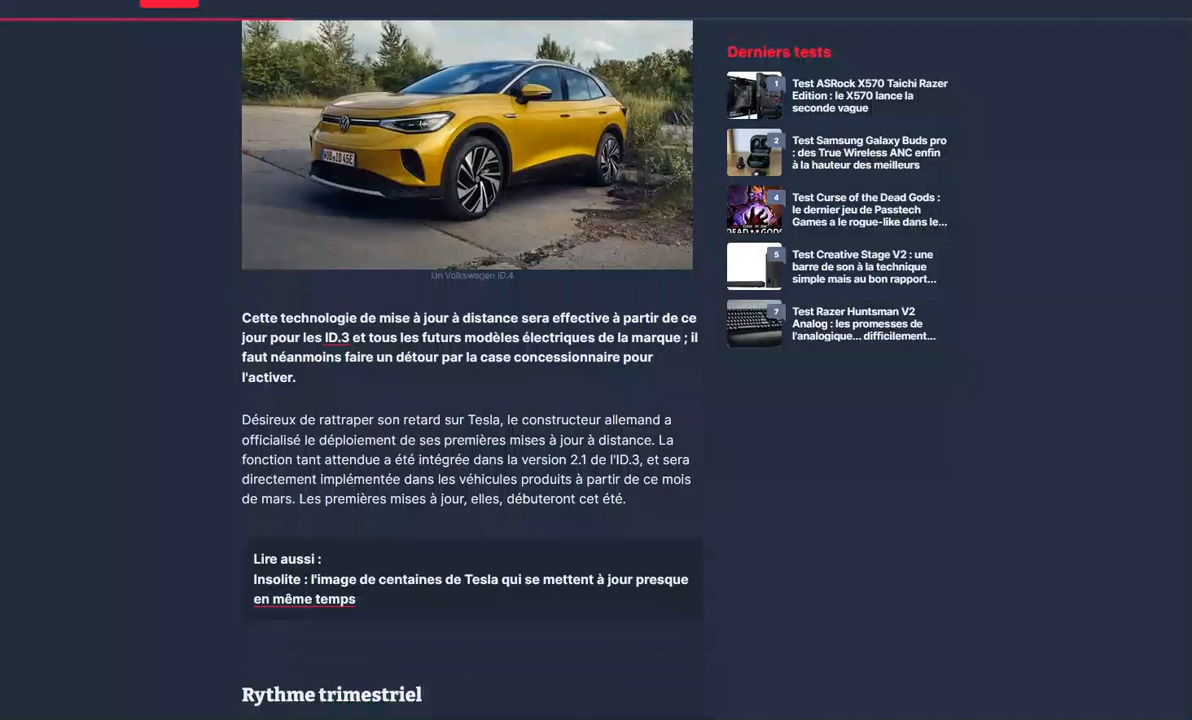 WOB ID 45E
Un Volkswagen ID.4.
Cette technologie de mise à jour à distance sera effective à partir de ce
jour pour les ID.3 et tous les futurs modèles électriques de la marque ; il
faut néanmoins faire un détour par la case concessionnaire pour
l'activer.
Désireux de rattraper son retard sur Tesla, le constructeur allemand a
officialisé le déploiement de ses premières mises à jour à distance. La
fonction tant attendue a été intégrée dans la version 2.1 de l'ID.3, et sera
directement implémentée dans les véhicules produits à partir de ce mois
de mars. Les premières mises à jour, elles, débuteront cet été.
Lire aussi :
Insolite : l'image de centaines de Tesla qui se mettent à jour presque
en même temps
Rythme trimestriel
Derniers tests
1
Test ASRock X570 Taichi Razer
Edition : le X570 lance la
seconde vague
2
Test Samsung Galaxy Buds pro
: des True Wireless ANC enfin
à la hauteur des meilleurs
4
Test Curse of the Dead Gods :
le dernier jeu de Passtech
Games a le rogue-like dans le...
5
Test Creative Stage V2 : une
barre de son à la technique
simple mais au bon rapport...
7
Test Razer Huntsman V2
Analog : les promesses de
l'analogique... difficilement...